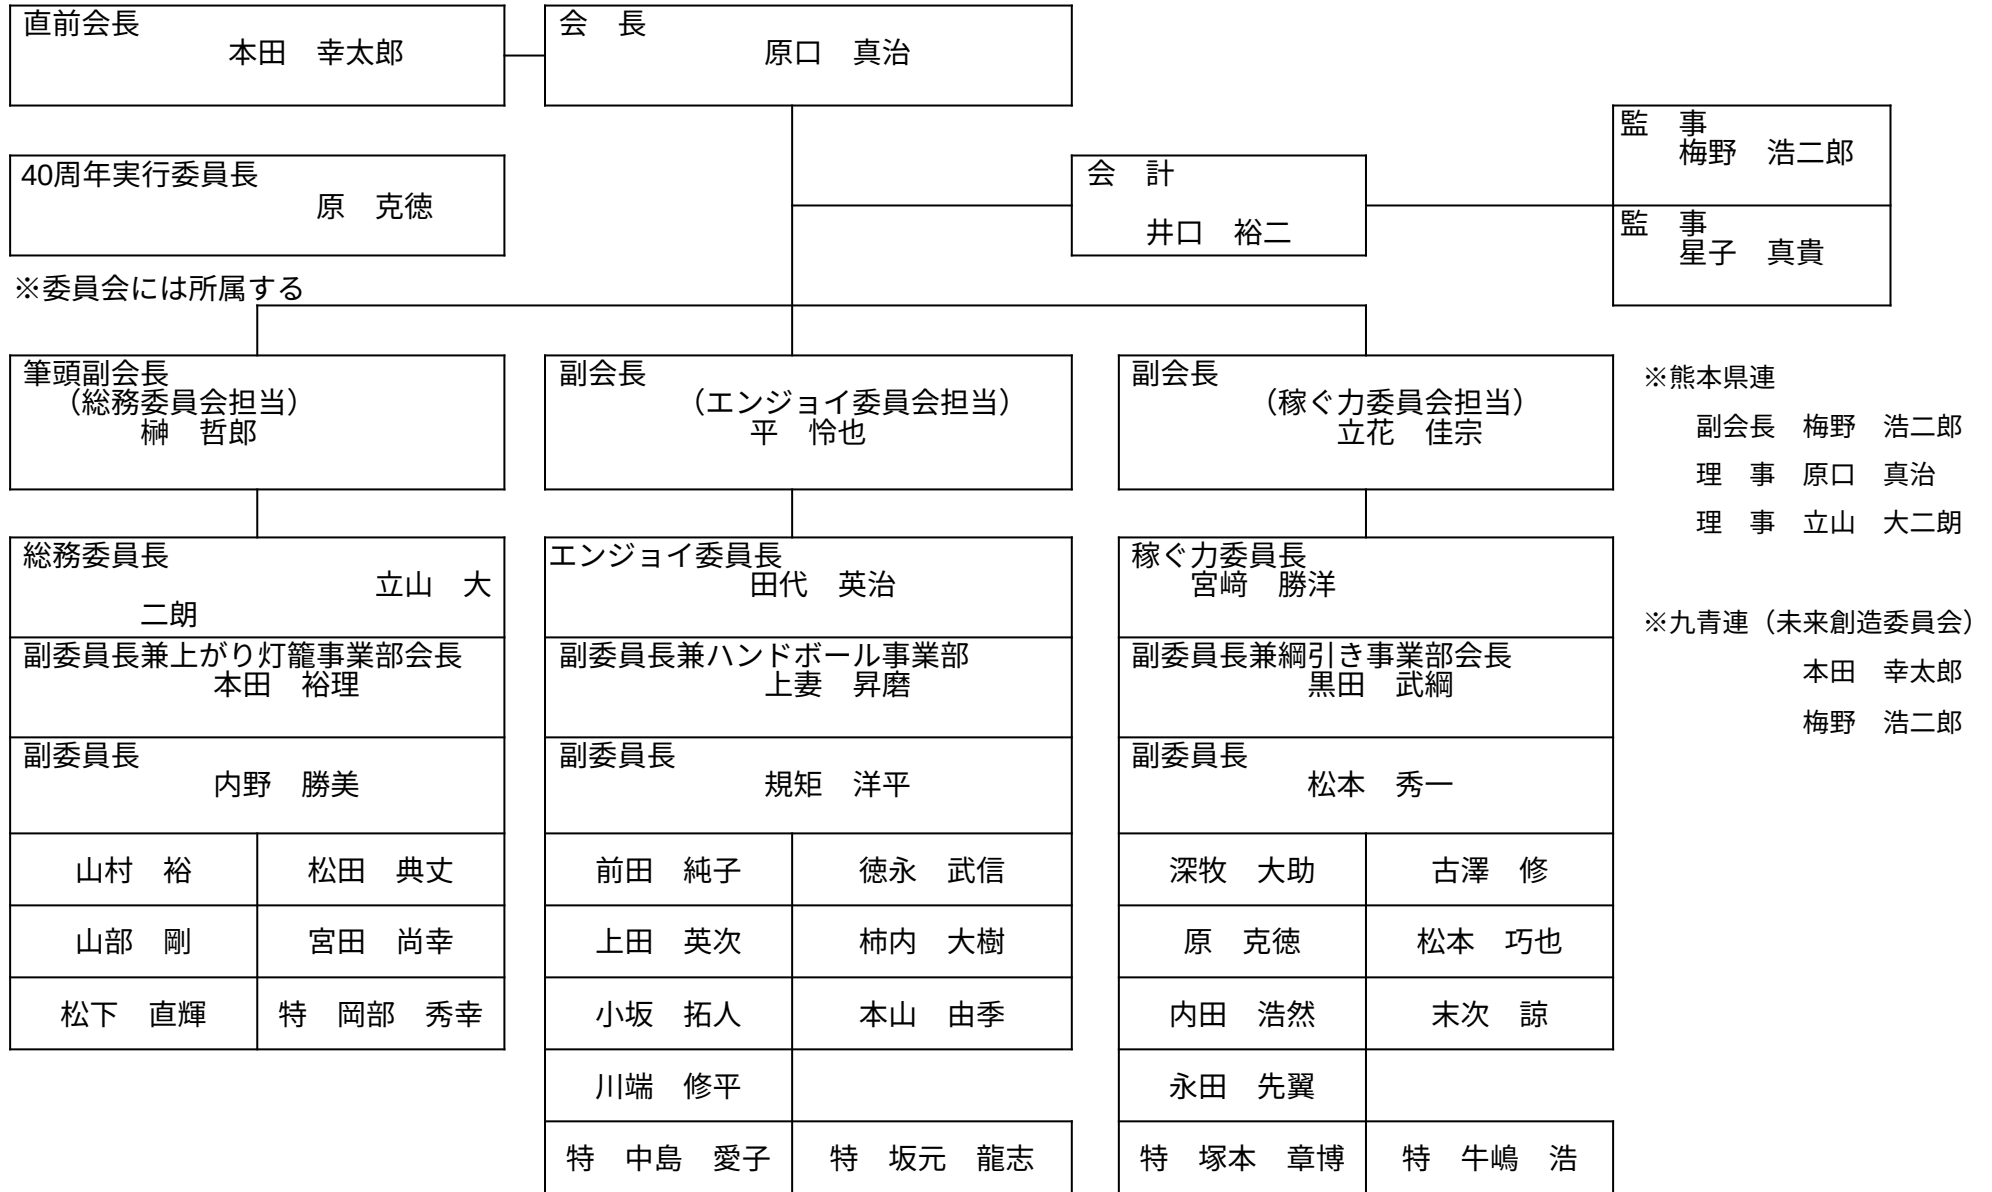 直前会長
本田　幸太郎
会　長
原口　真治
監　事
梅野　浩二郎
40周年実行委員長
原　克徳
会　計
井口　裕二
監　事
星子　真貴
※委員会には所属する
筆頭副会長
（総務委員会担当）
榊　哲郎
副会長
（エンジョイ委員会担当）
平　怜也
副会長
（稼ぐ力委員会担当）
立花　佳宗
※熊本県連
副会長　梅野　浩二郎
理　事　原口　真治
理　事　立山　大二朗
総務委員長
立山　大
二朗
エンジョイ委員長
田代　英治
稼ぐ力委員長
宮﨑　勝洋
※九青連（未来創造委員会）
本田　幸太郎
梅野　浩二郎
副委員長兼上がり灯籠事業部会長
本田　裕理
副委員長兼ハンドボール事業部
上妻　昇磨
副委員長兼綱引き事業部会長
黒田　武綱
副委員長
内野　勝美
副委員長
規矩　洋平
副委員長
松本　秀一
山村　裕　松田　典丈　前田　純子　徳永　武信　深牧　大助　古澤　修
山部　剛　宮田　尚幸　上田　英次　柿内　大樹　原　克徳　松本　巧也
松下　直輝　特　岡部　秀幸　小坂　拓人　本山　由季　内田　浩然　末次　諒
川端　修平　永田　先翼
特　中島　愛子　特　坂元　龍志　特　塚本　章博　特　牛嶋　浩